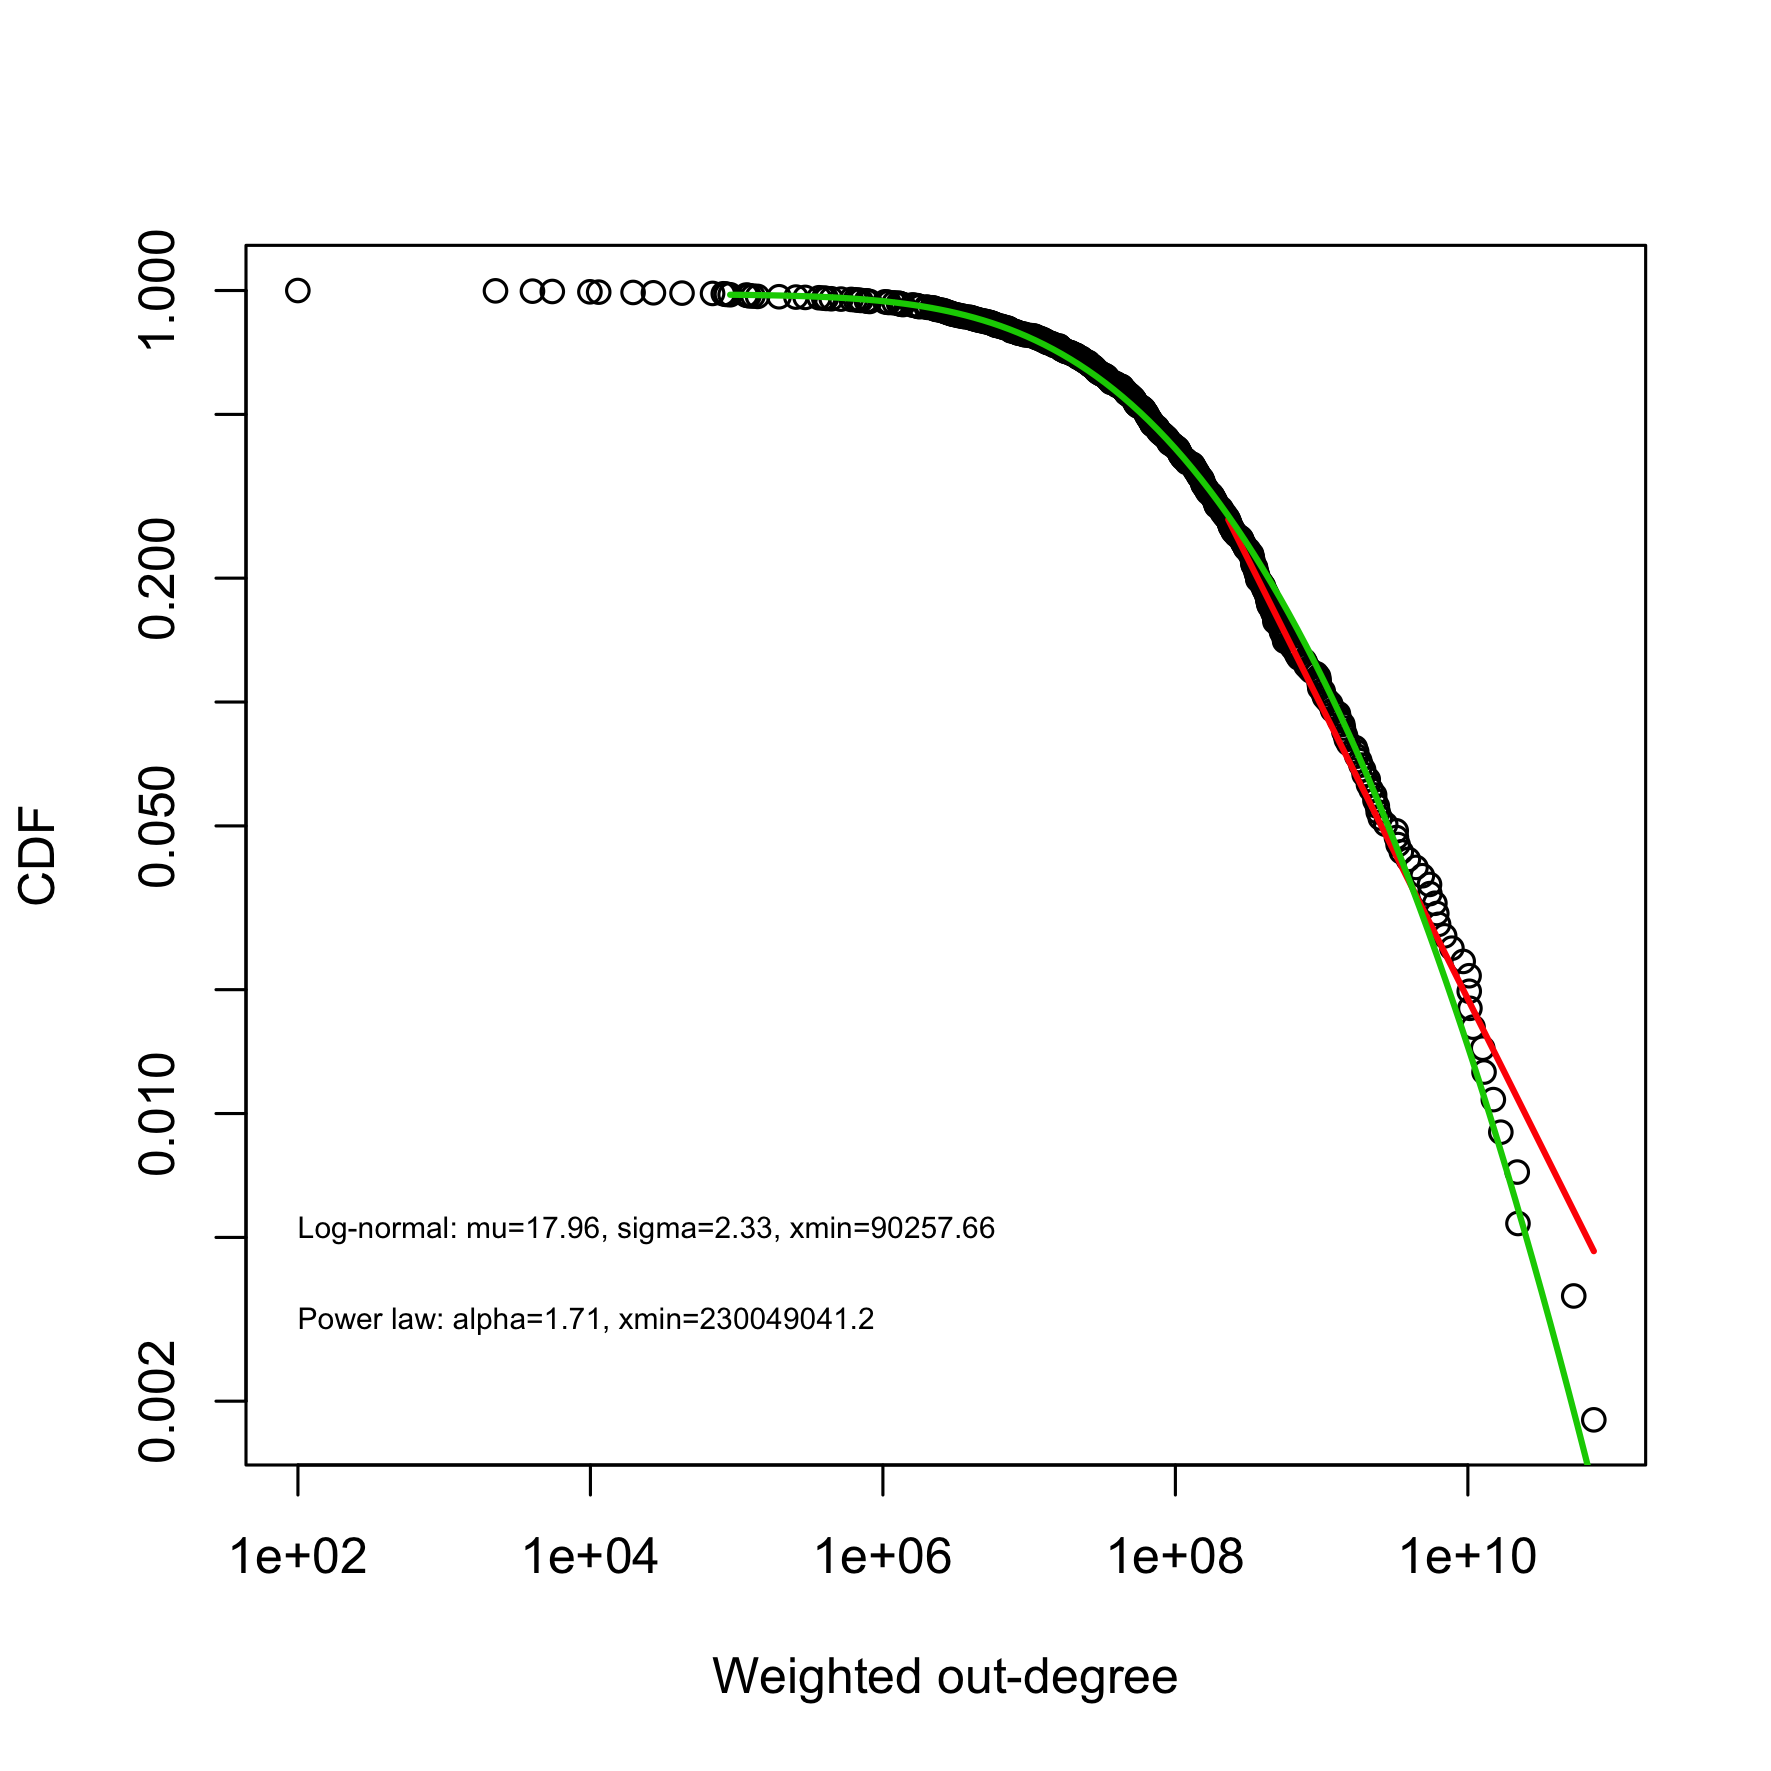 1.000
0.200
0.050
0.010
0.002
CDF
Log-normal: mu=17.96, sigma=2.33, xmin=90257.66
Power law: alpha=1.71, xmin=230049041.2
1e+02 1e+04 1e+06 1e+08 1e+10
Weighted out-degree